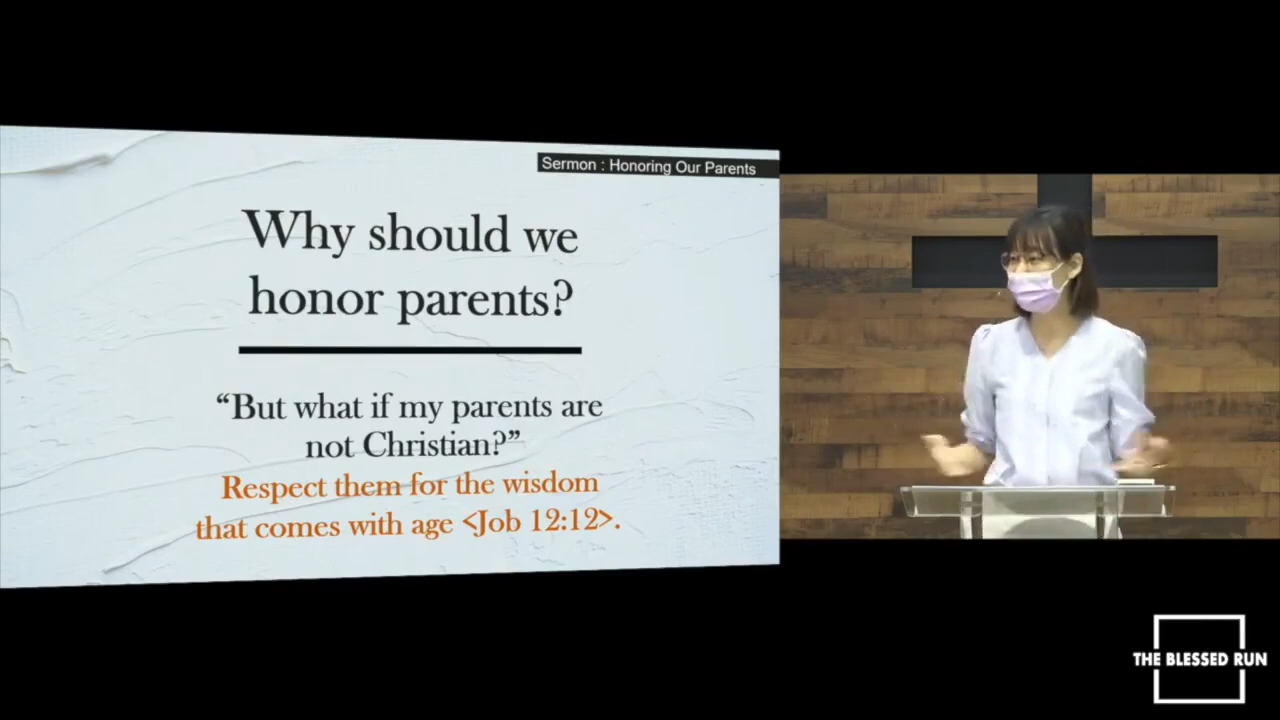 Sermon : Honoring Our Parents
Why should we
honor parents?
“But what if my parents are
not Christian?”
Respect them for the wisdom
that comes with age <Job 12:12>.
THE BLESSED RUN